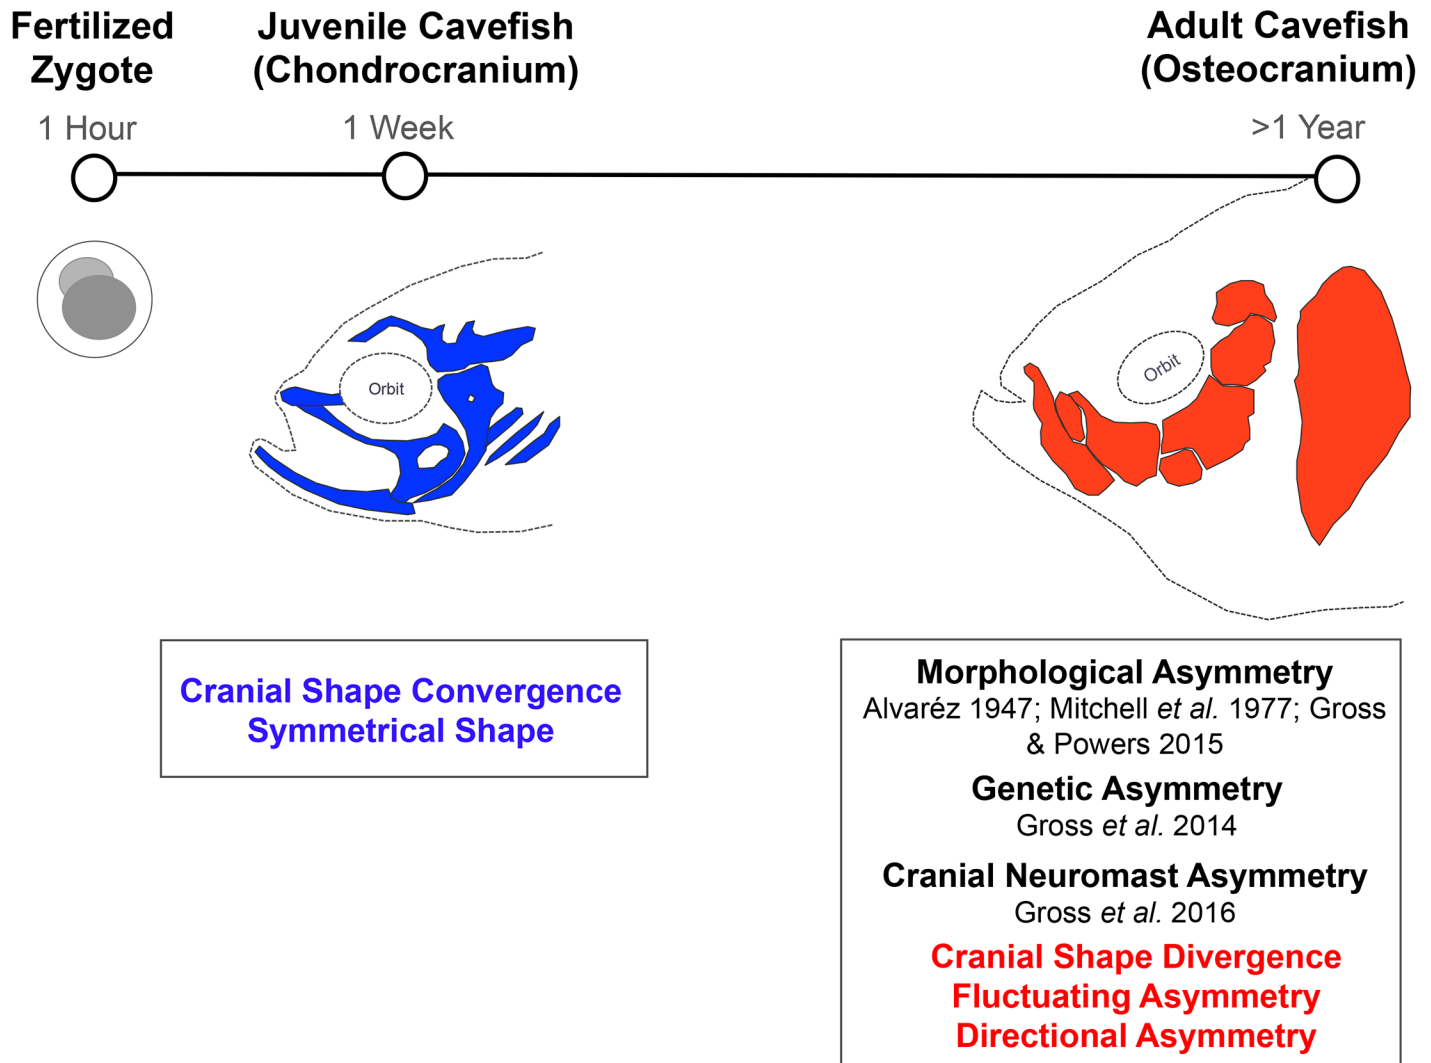 Fertilized
Zygote
1 Hour
Juvenile Cavefish
(Chondrocranium)
1 Week
Adult Cavefish
(Osteocranium)
>1 Year
Orbit
Orbit
Cranial Shape Convergence
Symmetrical Shape
Morphological Asymmetry
Alvaréz 1947; Mitchell et al. 1977; Gross
& Powers 2015
Genetic Asymmetry
Gross et al. 2014
Cranial Neuromast Asymmetry
Gross et al. 2016
Cranial Shape Divergence
Fluctuating Asymmetry
Directional Asymmetry